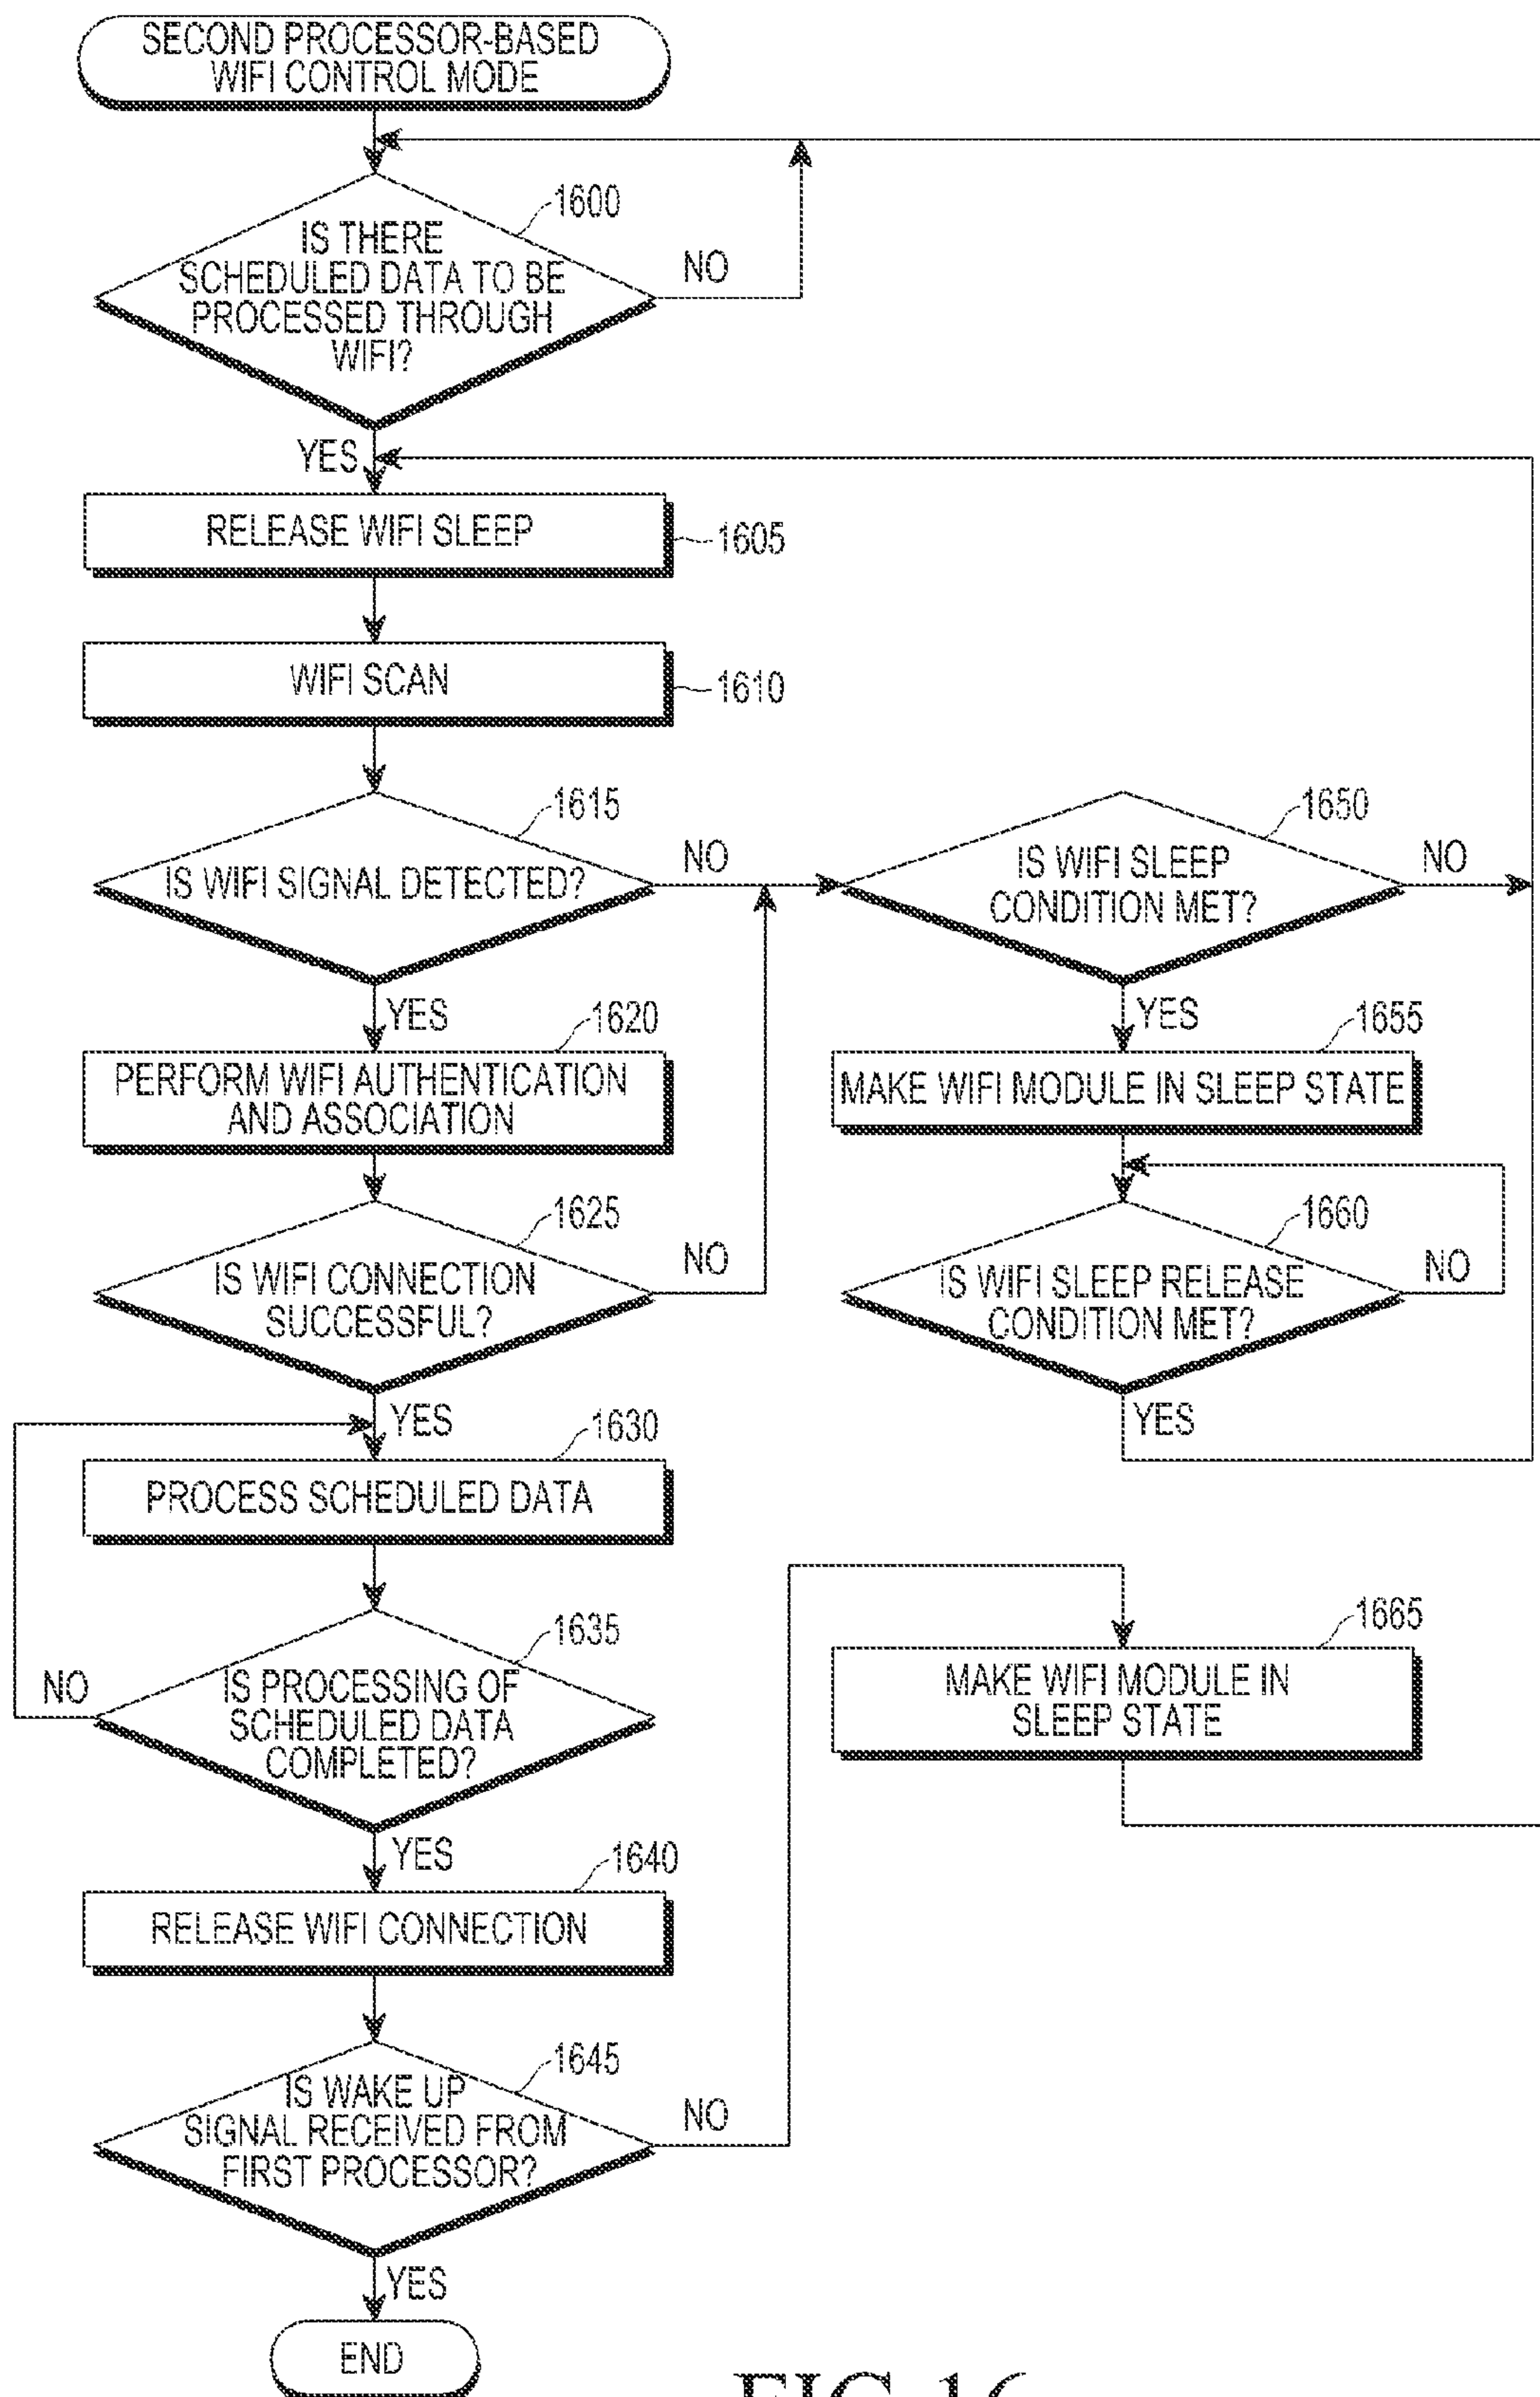 SECOND PROCESSOR-BASED
WIFI CONTROL MODE
1600
IS THERE
SCHEDULED DATA TO BE
PROCESSED THROUGH
WIFI?
NO
YES
RELEASE WIFI SLEEP
1605
WIFI SCAN
1610
1615
IS WIFI SIGNAL DETECTED?
NO
1650
IS WIFI SLEEP
CONDITION MET?
NO
YES
1620
PERFORM WIFI AUTHENTICATION
AND ASSOCIATION
YES
1655
MAKE WIFI MODULE IN SLEEP STATE
1625
IS WIFI CONNECTION
SUCCESSFUL?
NO
1660
IS WIFI SLEEP RELEASE
CONDITION MET?
NO
YES
YES
1630
PROCESS SCHEDULED DATA
1635
IS PROCESSING OF
SCHEDULED DATA
COMPLETED?
NO
1665
MAKE WIFI MODULE IN
SLEEP STATE
YES
1640
RELEASE WIFI CONNECTION
1645
IS WAKE UP
SIGNAL RECEIVED FROM
FIRST PROCESSOR?
NO
YES
END
FIG.16